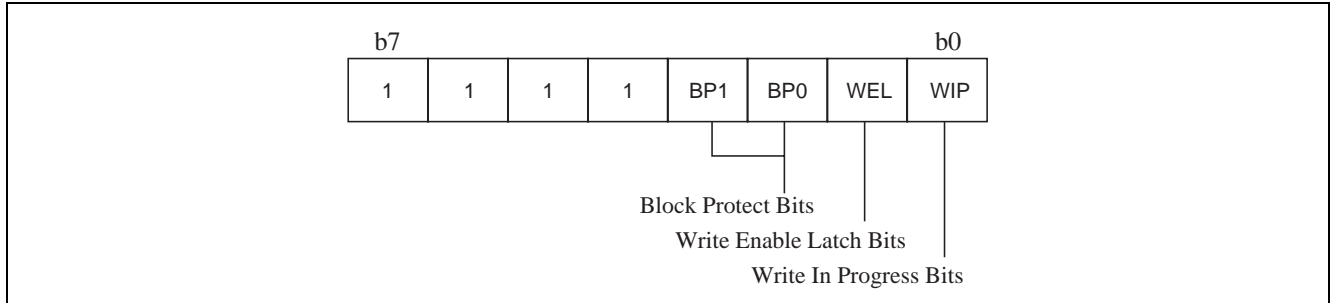 b7 b0
1 1 1 1 BP1 BP0 WEL WIP
Block Protect Bits
Write Enable Latch Bits
Write In Progress Bits